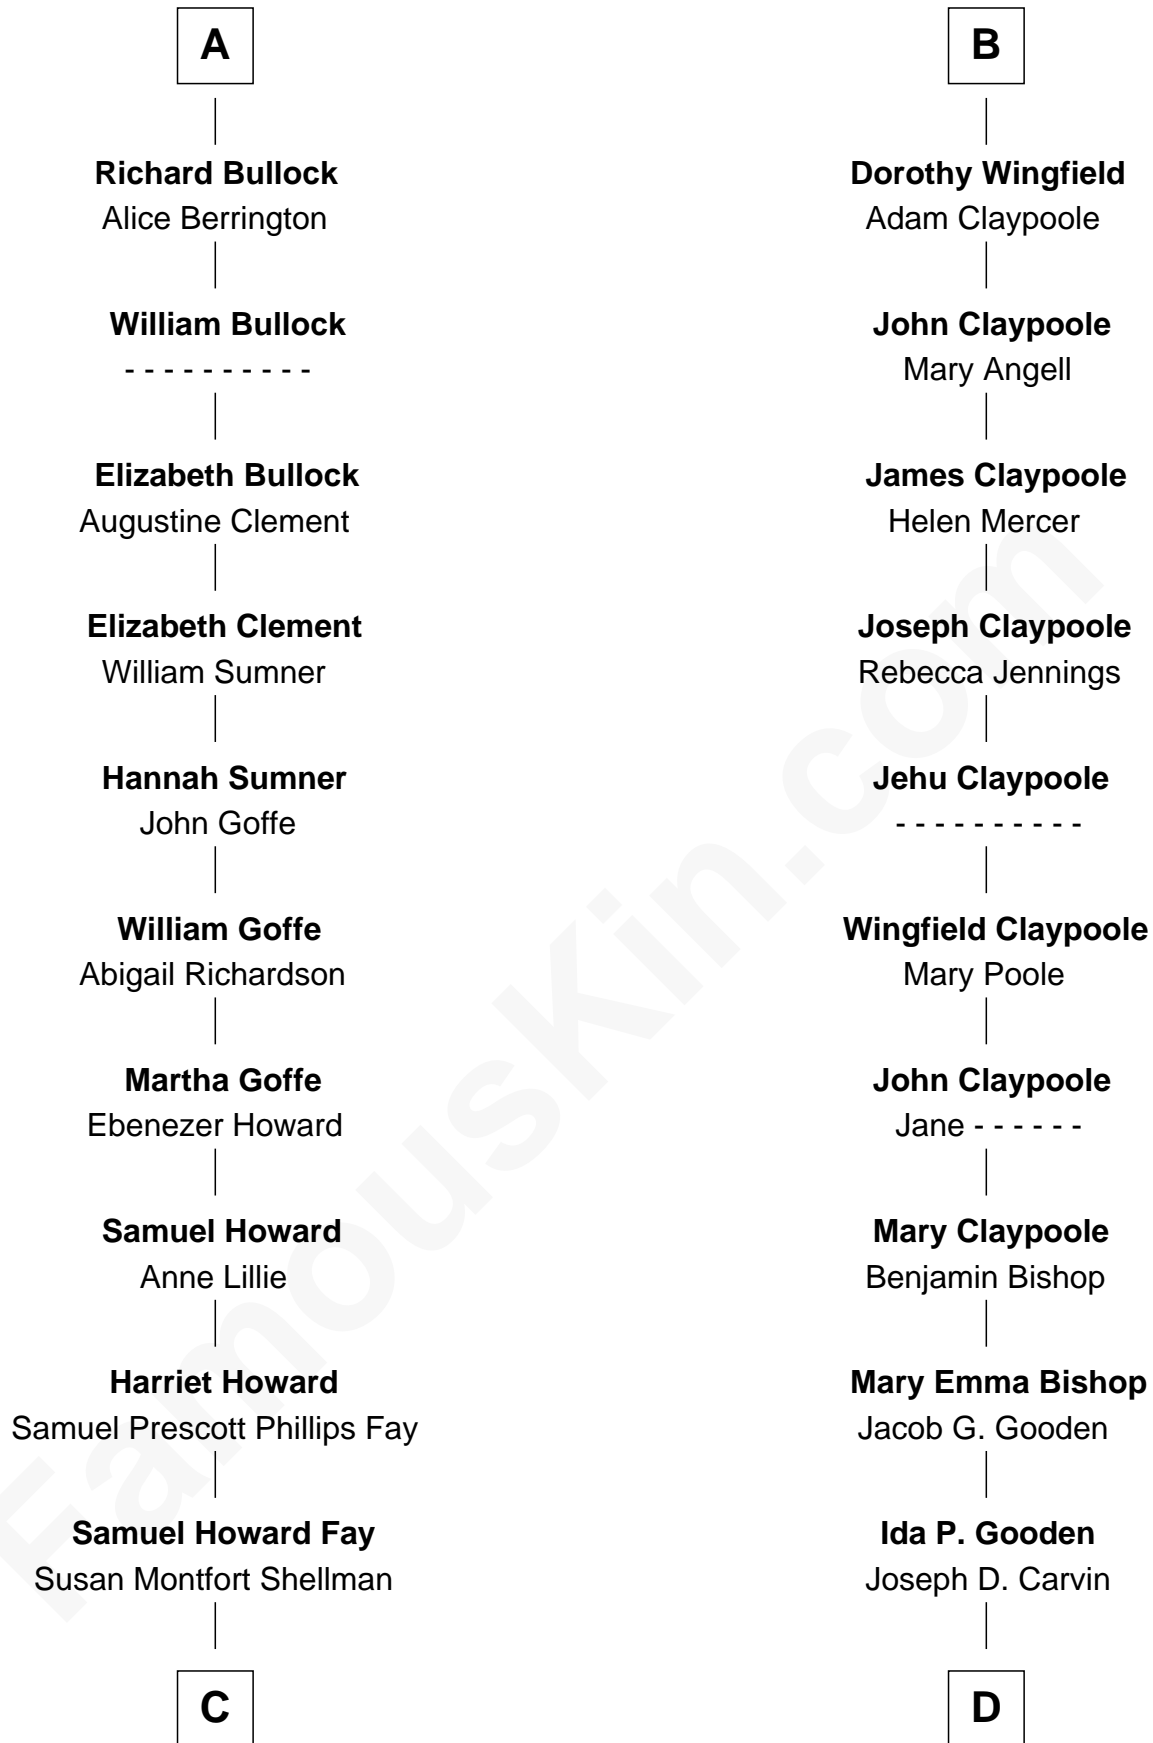 A
Richard Bullock
Alice Berrington
William Bullock
- - - - - - - - - -
Elizabeth Bullock
Augustine Clement
Elizabeth Clement
William Sumner
Hannah Sumner
John Goffe
William Goffe
Abigail Richardson
Martha Goffe
Ebenezer Howard
Samuel Howard
Anne Lillie
Harriet Howard
Samuel Prescott Phillips Fay
Samuel Howard Fay
Susan Montfort Shellman
C
B
Dorothy Wingfield
Adam Claypoole
John Claypoole
Mary Angell
James Claypoole
Helen Mercer
Joseph Claypoole
Rebecca Jennings
Jehu Claypoole
- - - - - - - - - -
Wingfield Claypoole
Mary Poole
John Claypoole
Jane - - - - - -
Mary Claypoole
Benjamin Bishop
Mary Emma Bishop
Jacob G. Gooden
Ida P. Gooden
Joseph D. Carvin
D
FamousKin.com